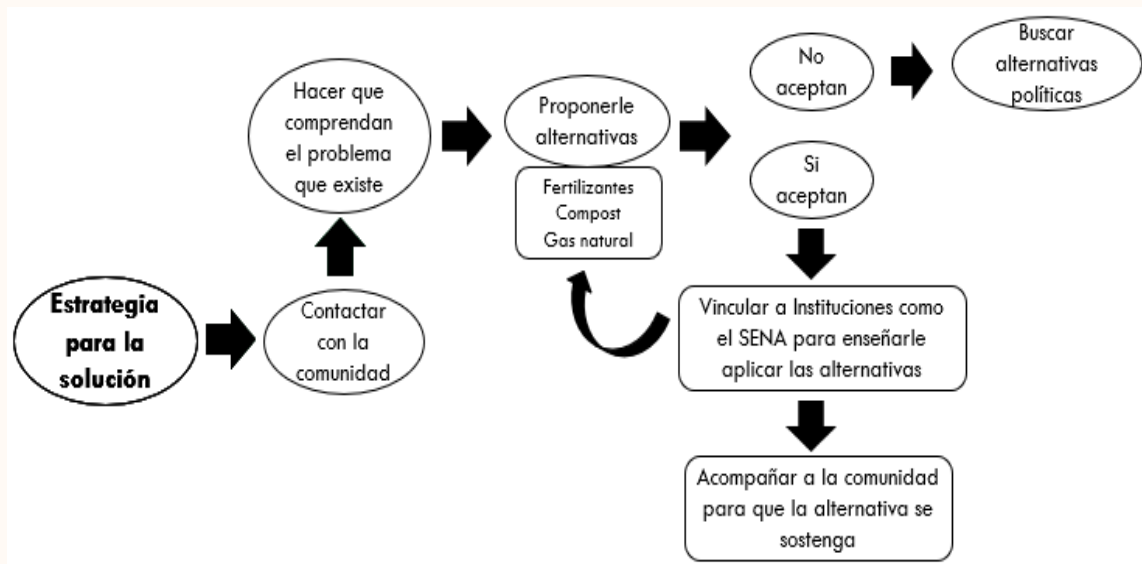 Estrategia
para la
solución
Contactar
con la
comunidad
Hacer que
comprendan
el problema
que existe
Proponerle
alternativas
Fertilizantes
Compost
Gas natural
No
aceptan
Buscar
alternativas
políticas
Si
aceptan
Vincular a Instituciones como
el SENA para enseñarle
aplicar las alternativas
Acompañar a la comunidad
para que la alternativa se
sostenga